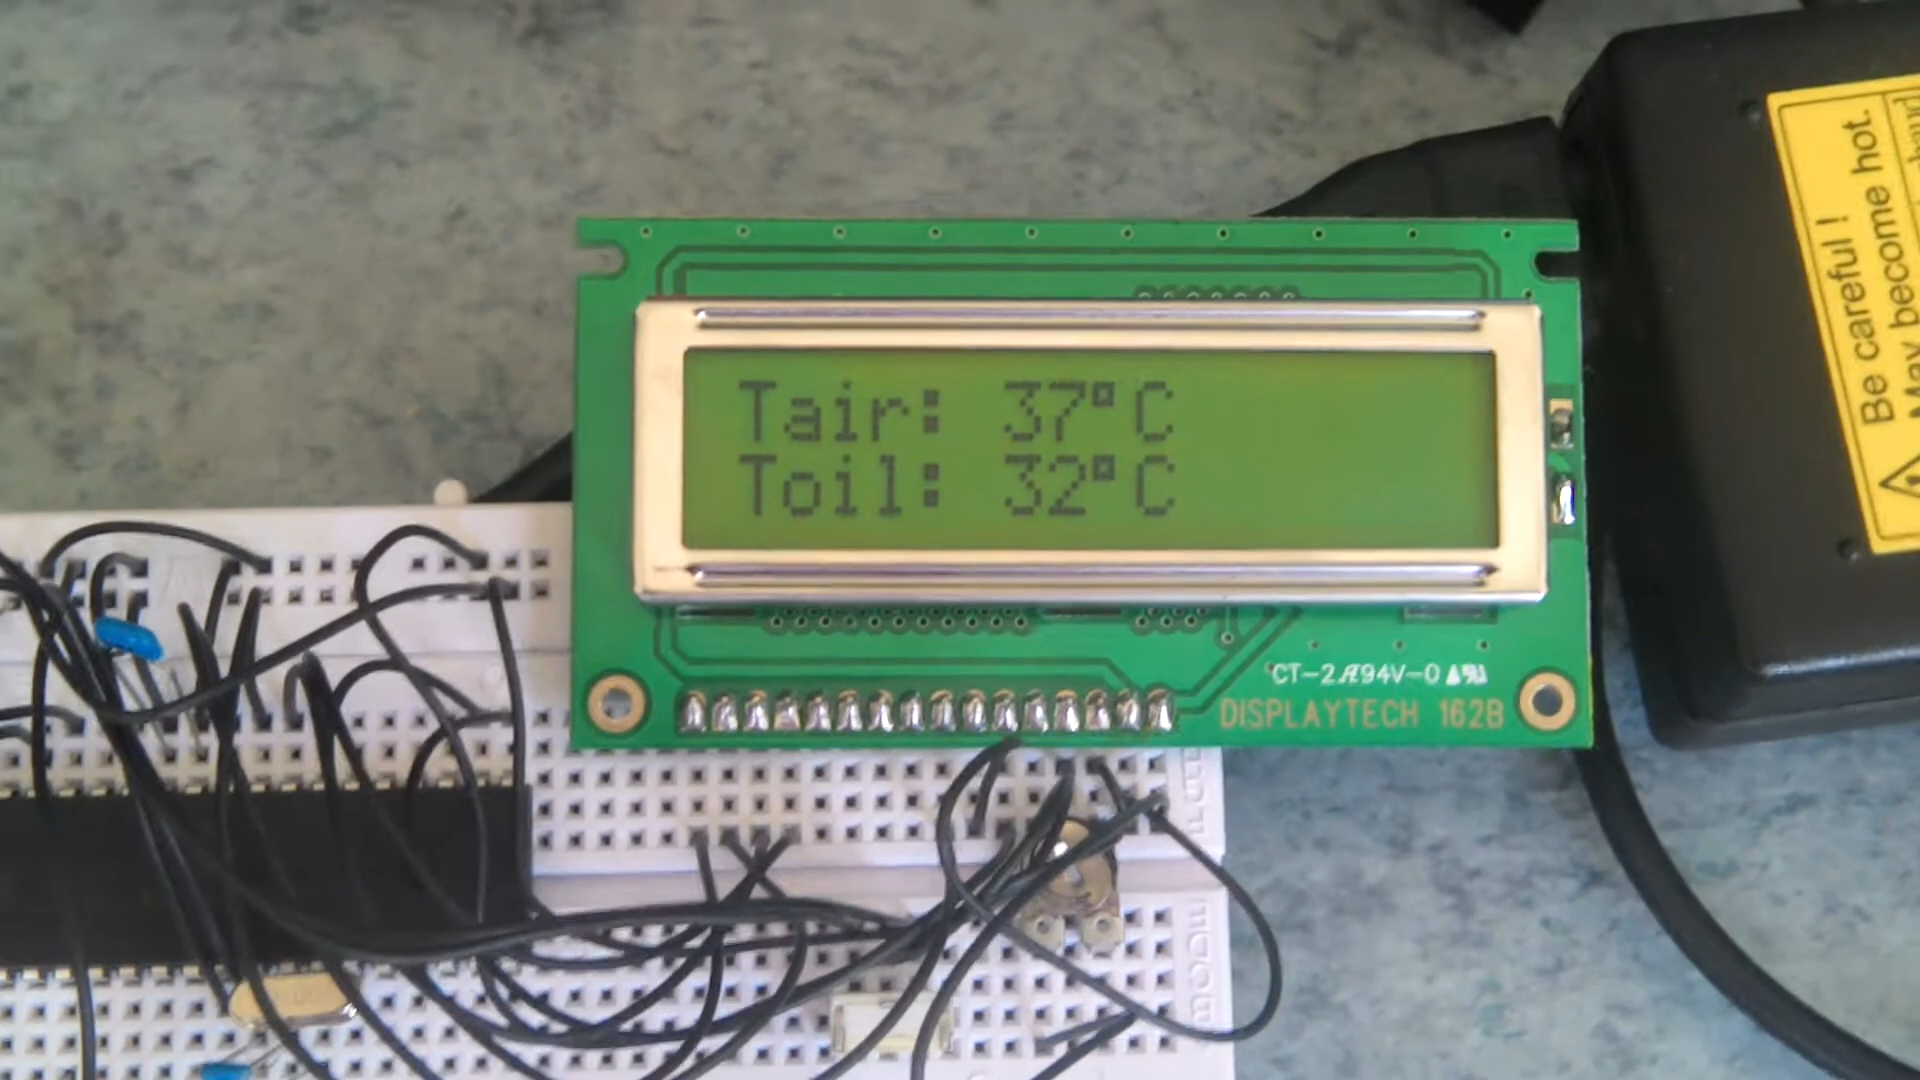 Tair: 37°C
Toil: 32°C
CT-2 94V-0
DISPLAYTECH 162B
Be careful !
May become hot.